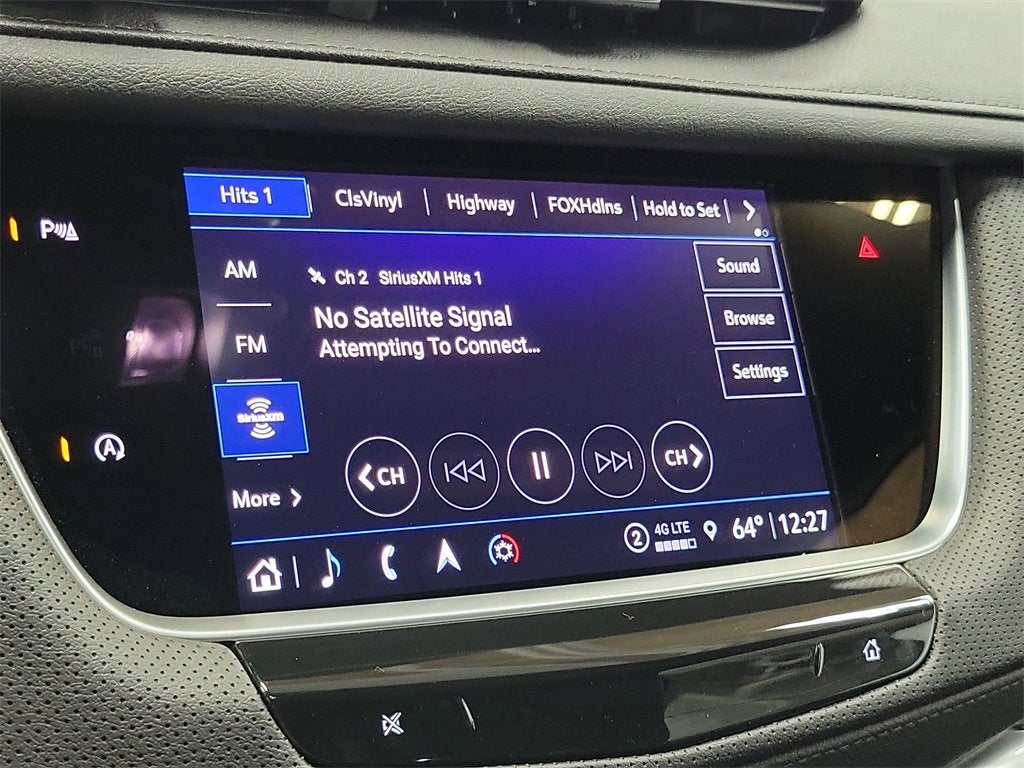 Hits 1 ClsVinyl Highway FOXHdlns Hold to Set
P
AM
Ch 2 SiriusXM Hits 1
Sound
No Satellite Signal
Browse
FM
Attempting To Connect...
Settings
SiriusXM
A
CH CH
More
2 4G LTE 64° 12:27